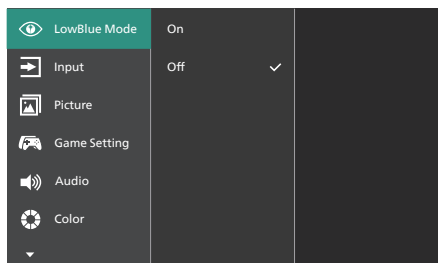 LowBlue Mode
On
Input
Off
Picture
Game Setting
Audio
Color